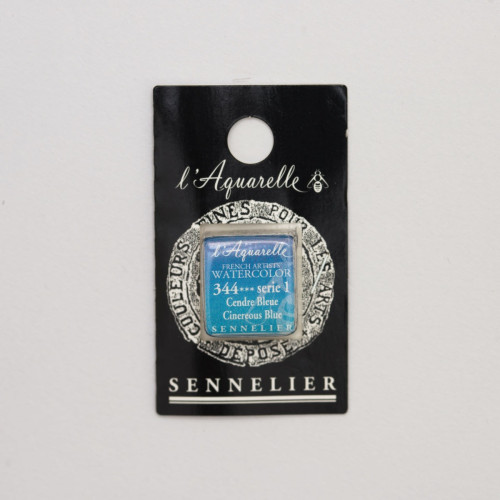 l'Aquarelle
COULEURS FINES POUR LES ARTS
l'Aquarelle
FRENCH ARTISTS'
WATERCOLOR
344*** serie 1
Cendre Bleue
Cinereous Blue
SENNELIER
DÉPOSÉ
SENNELIER